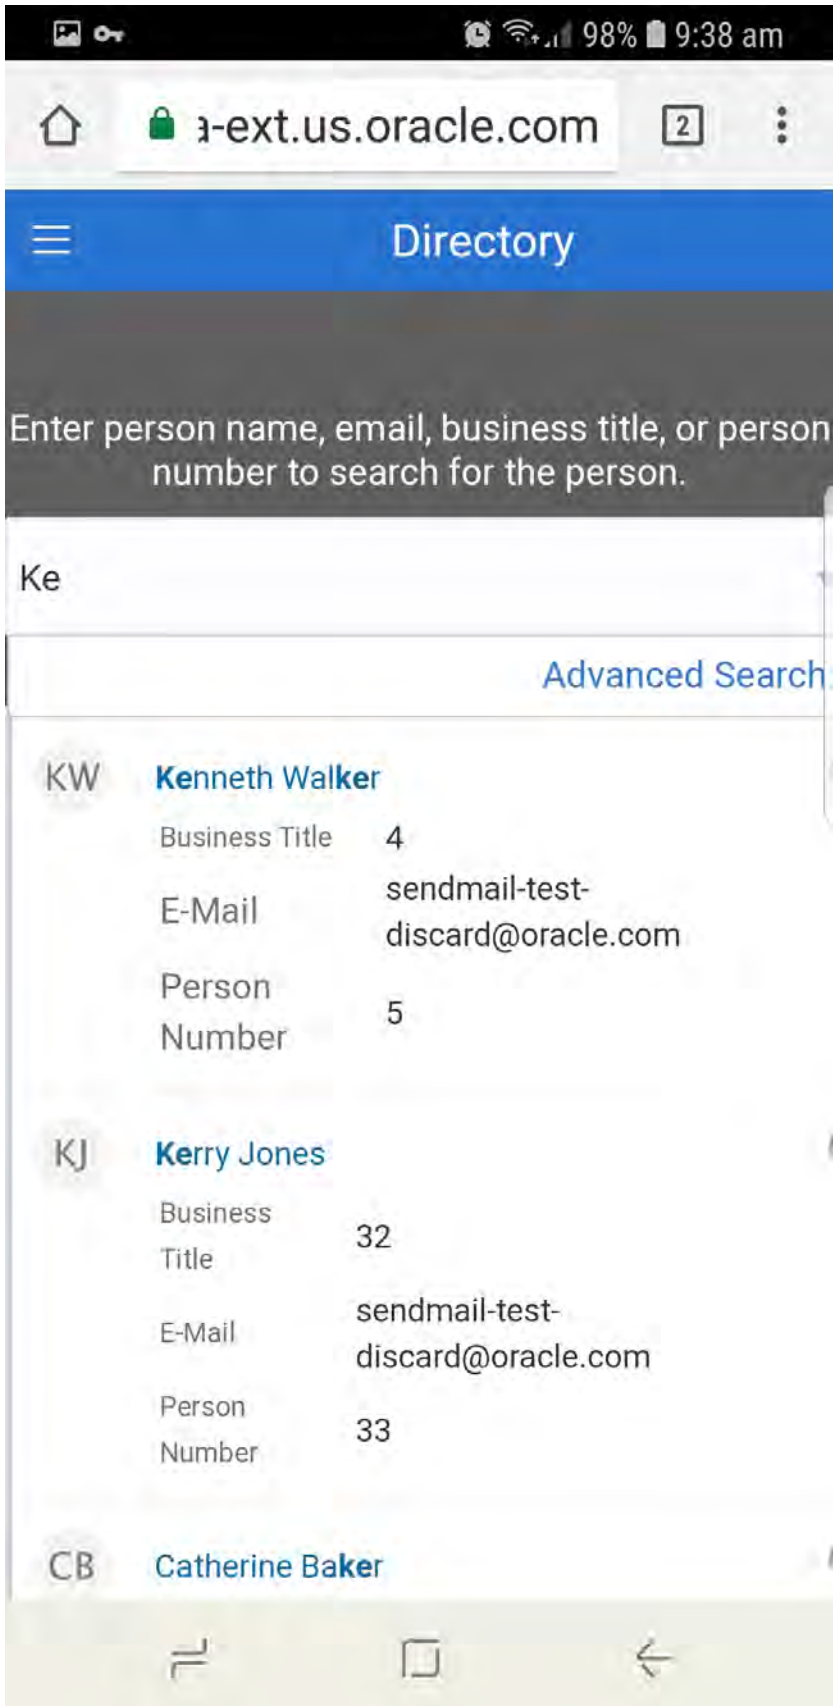 98% 9:38 am
a-ext.us.oracle.com 2
Directory
Enter person name, email, business title, or person
number to search for the person.
Ke
Advanced Search
KW Kenneth Walker
Business Title 4
E-Mail sendmail-test-
discard@oracle.com
Person
Number 5
KJ Kerry Jones
Business
Title 32
E-Mail sendmail-test-
discard@oracle.com
Person
Number 33
CB Catherine Baker